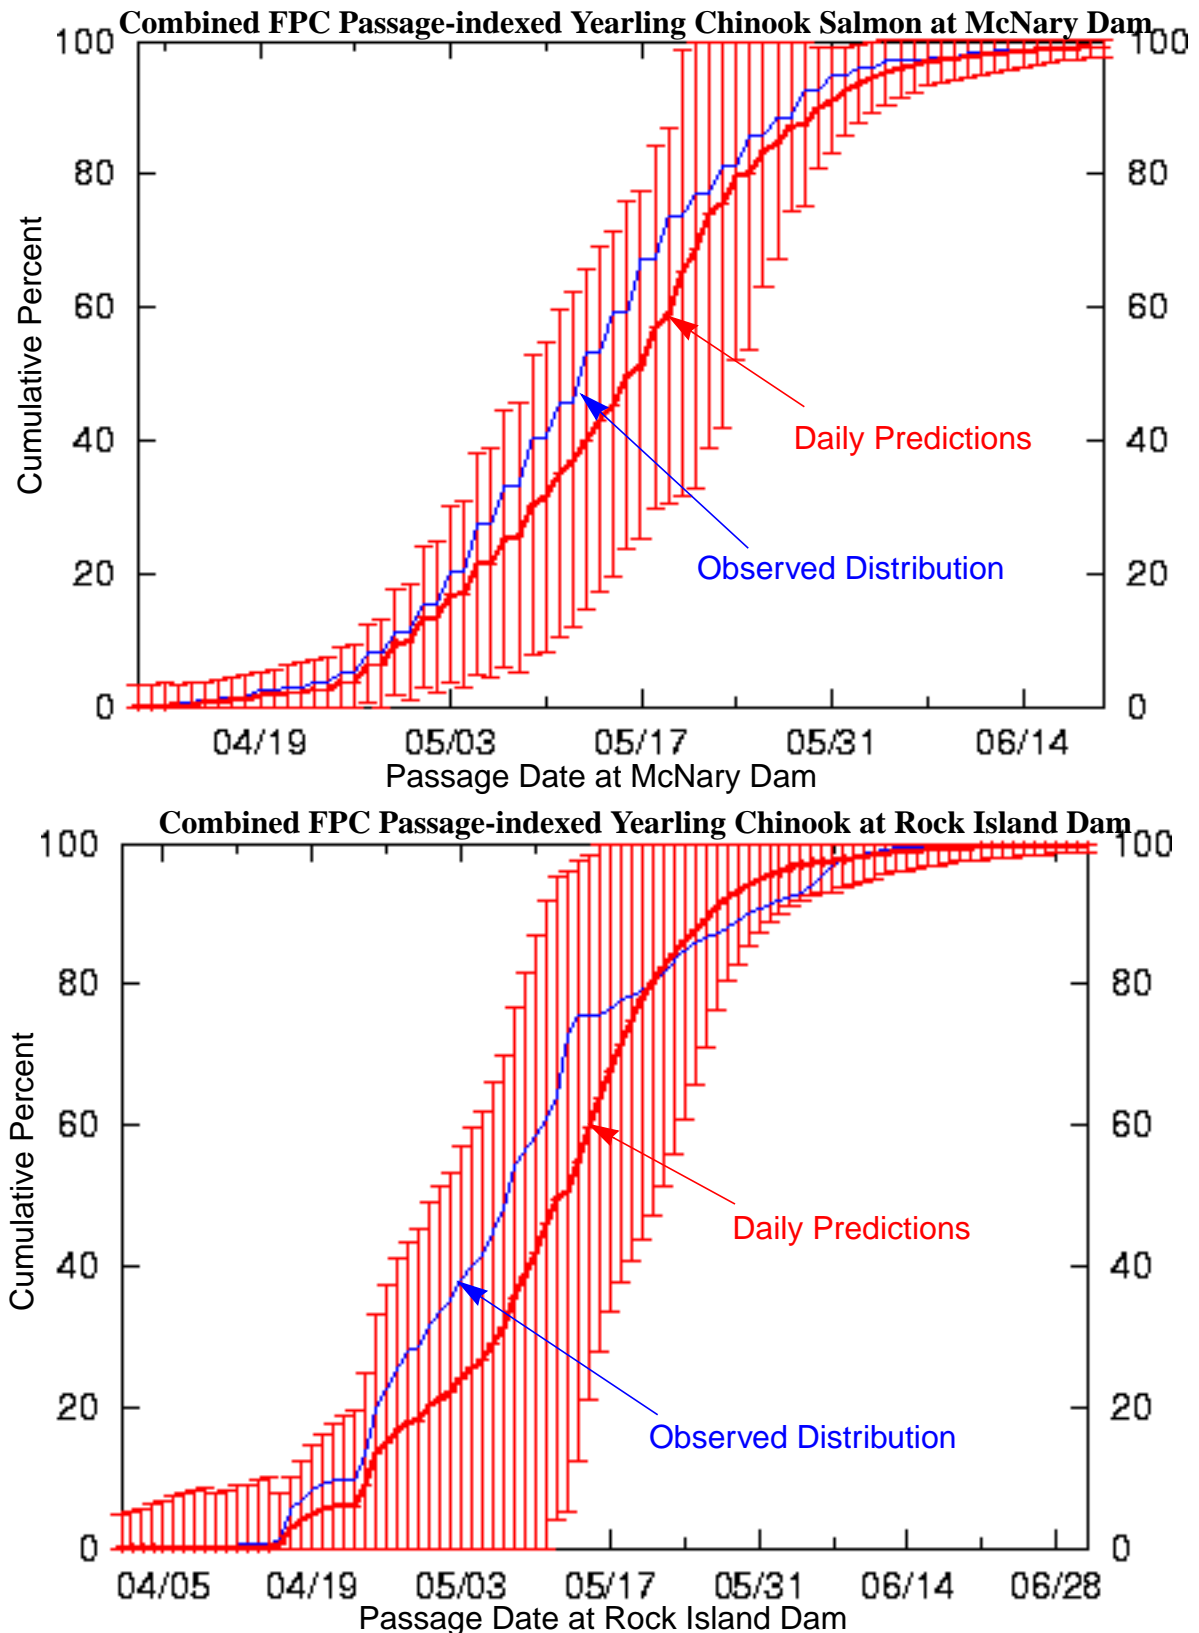 Combined FPC Passage-indexed Yearling Chinook Salmon at McNary Dam
100 100
80 80
60 60
40 40
20 20
0 0
Cumulative Percent
Daily Predictions
Observed Distribution
04/19 05/03 05/17 05/31 06/14
Passage Date at McNary Dam
Combined FPC Passage-indexed Yearling Chinook at Rock Island Dam
100 100
80 80
60 60
40 40
20 20
0 0
Cumulative Percent
Daily Predictions
Observed Distribution
04/05 04/19 05/03 05/17 05/31 06/14 06/28
Passage Date at Rock Island Dam